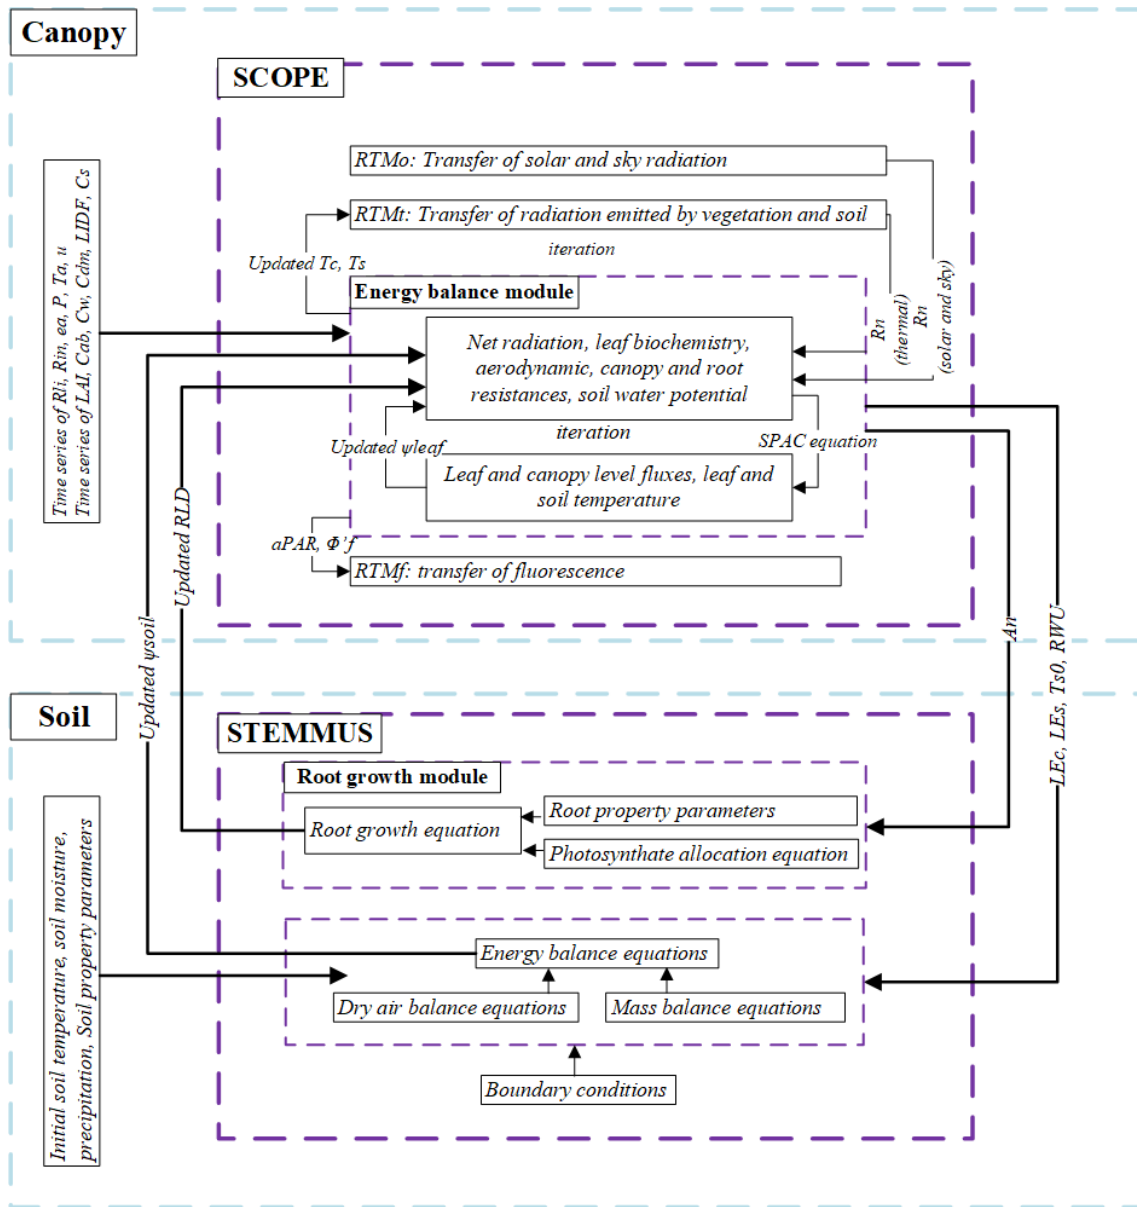 Canopy
SCOPE
RTMo: Transfer of solar and sky radiation
RTMt: Transfer of radiation emitted by vegetation and soil
iteration
Updated Tc, Ts
Energy balance module
Net radiation, leaf biochemistry,
aerodynamic, canopy and root
resistances, soil water potential
iteration
Updated ψleaf
SPAC equation
Leaf and canopy level fluxes, leaf and
soil temperature
aPAR, Φ'f
RTMf: transfer of fluorescence
Rn
(thermal)
Rn
(solar and sky)
Time series of Rli, Rin, ea, P, Ta, u
Time series of LAI, Cab, Cw, Cdm, LIDF, Cs
Updated RLD
Updated ψsoil
An
LEc, LEs, Ts0, RWU
Soil
STEMMUS
Root growth module
Root growth equation
Root property parameters
Photosynthate allocation equation
Energy balance equations
Dry air balance equations
Mass balance equations
Boundary conditions
Initial soil temperature, soil moisture,
precipitation, Soil property parameters